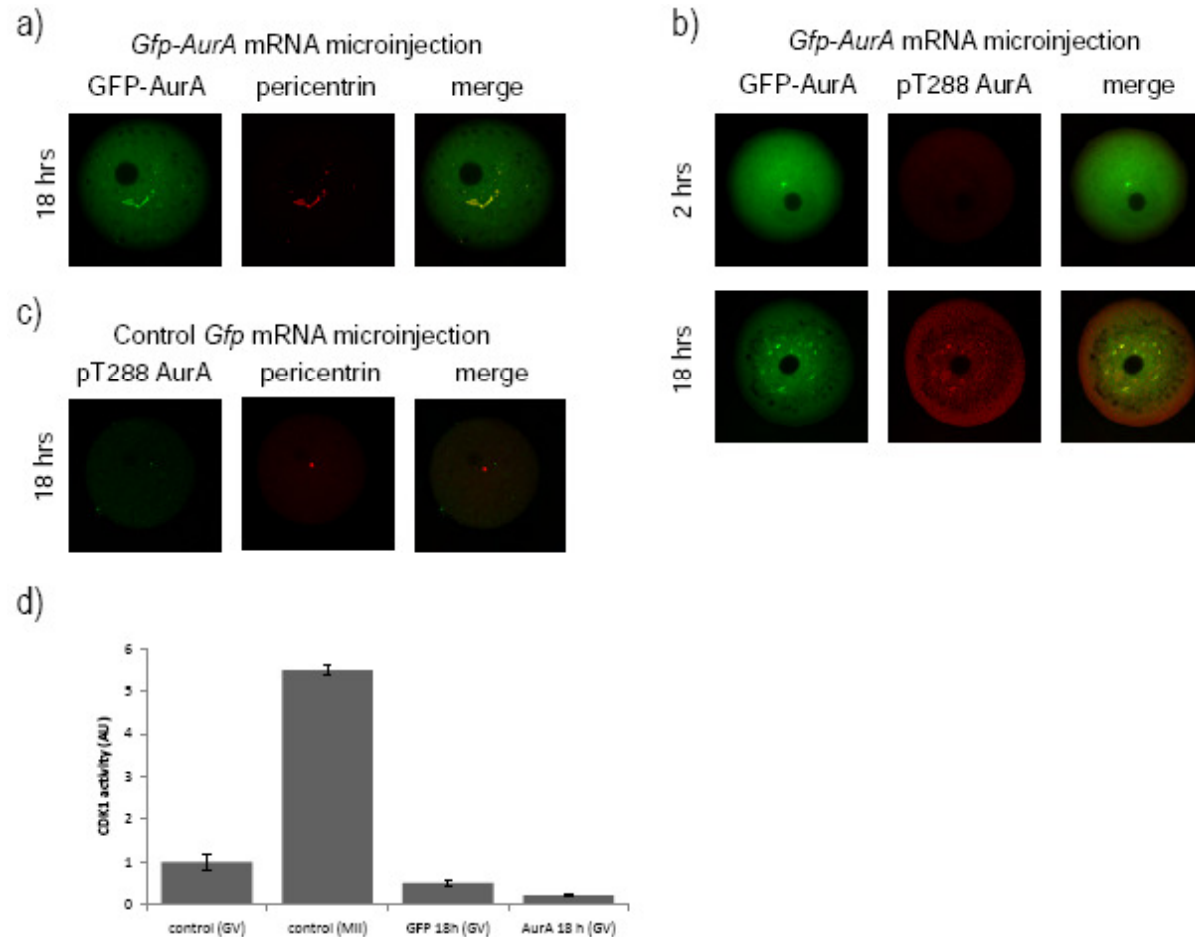 a)
Gfp-AurA mRNA microinjection
GFP-AurA pericentrin merge
18 hrs
b)
Gfp-AurA mRNA microinjection
GFP-AurA pT288 AurA merge
2 hrs
18 hrs
c)
Control Gfp mRNA microinjection
pT288 AurA pericentrin merge
18 hrs
d)
CDK1 activity (AU)
6
5
4
3
2
1
0
control (GV) control (MII) GFP 18h (GV) AurA 18 h (GV)